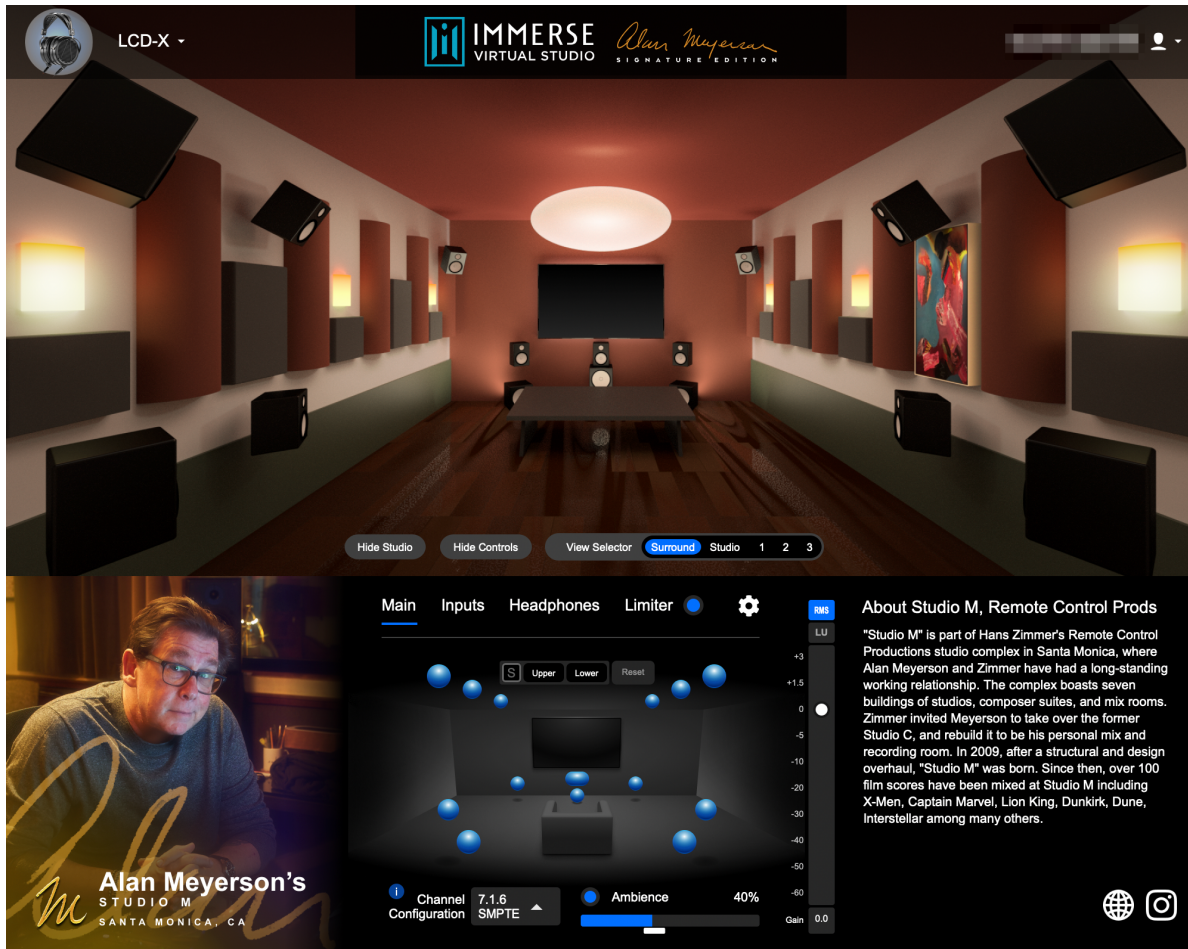 LCD-X
IMMERSE
VIRTUAL STUDIO
Alan Meyerson
SIGNATURE EDITION
Hide Studio
Hide Controls
View Selector
Surround
Studio
1
2
3
Main
Inputs
Headphones
Limiter
S
Upper
Lower
Reset
RMS
LU
+3
+1.5
0
-5
-10
-20
-30
-40
-50
-60
Gain
0.0
i
Channel
Configuration
7.1.6
SMPTE
Ambience
40%
About Studio M, Remote Control Prods
"Studio M" is part of Hans Zimmer's Remote Control
Productions studio complex in Santa Monica, where
Alan Meyerson and Zimmer have had a long-standing
working relationship. The complex boasts seven
buildings of studios, composer suites, and mix rooms.
Zimmer invited Meyerson to take over the former
Studio C, and rebuild it to be his personal mix and
recording room. In 2009, after a structural and design
overhaul, "Studio M" was born. Since then, over 100
film scores have been mixed at Studio M including
X-Men, Captain Marvel, Lion King, Dunkirk, Dune,
Interstellar among many others.
M
Alan Meyerson's
STUDIO M
SANTA MONICA, CA